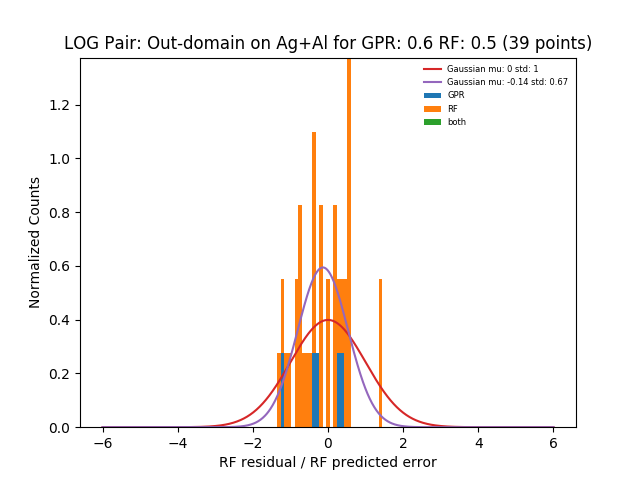 LOG Pair: Out-domain on Ag+Al for GPR: 0.6 RF: 0.5 (39 points)
Gaussian mu: 0 std: 1
Gaussian mu: -0.14 std: 0.67
GPR
RF
both
Normalized Counts
1.2
1.0
0.8
0.6
0.4
0.2
0.0
−6 −4 −2 0 2 4 6
RF residual / RF predicted error